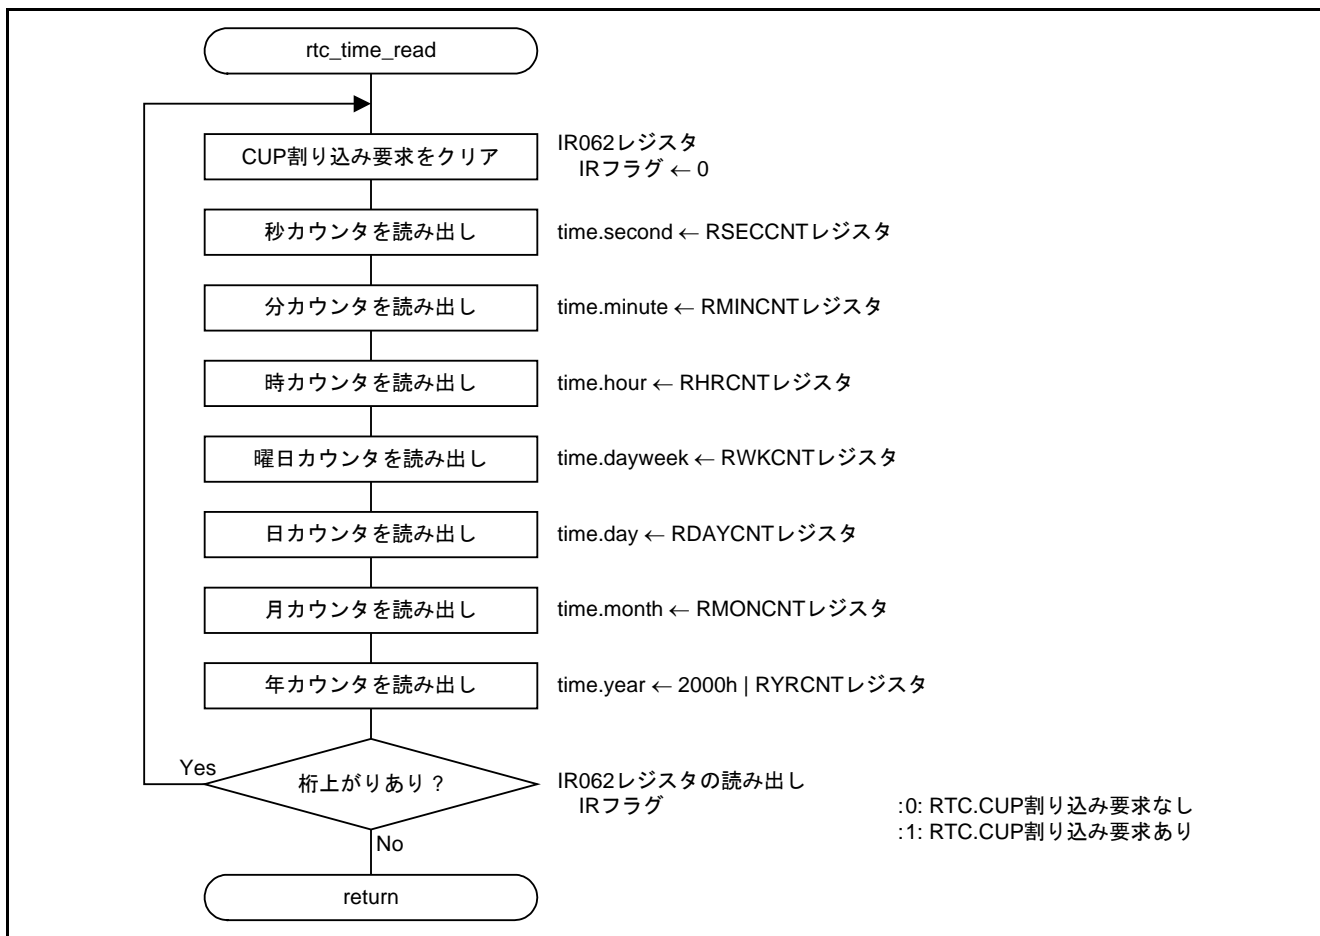 rtc_time_read
CUP割り込み要求をクリア
IR062レジスタ
IRフラグ ← 0
秒カウンタを読み出し
time.second ← RSECCNTレジスタ
分カウンタを読み出し
time.minute ← RMINCNTレジスタ
時カウンタを読み出し
time.hour ← RHRCNTレジスタ
曜日カウンタを読み出し
time.dayweek ← RWKCNTレジスタ
日カウンタを読み出し
time.day ← RDAYCNTレジスタ
月カウンタを読み出し
time.month ← RMONCNTレジスタ
年カウンタを読み出し
time.year ← 2000h | RYRCNTレジスタ
Yes
桁上がりあり？
IR062レジスタの読み出し
IRフラグ
:0: RTC.CUP割り込み要求なし
:1: RTC.CUP割り込み要求あり
No
return